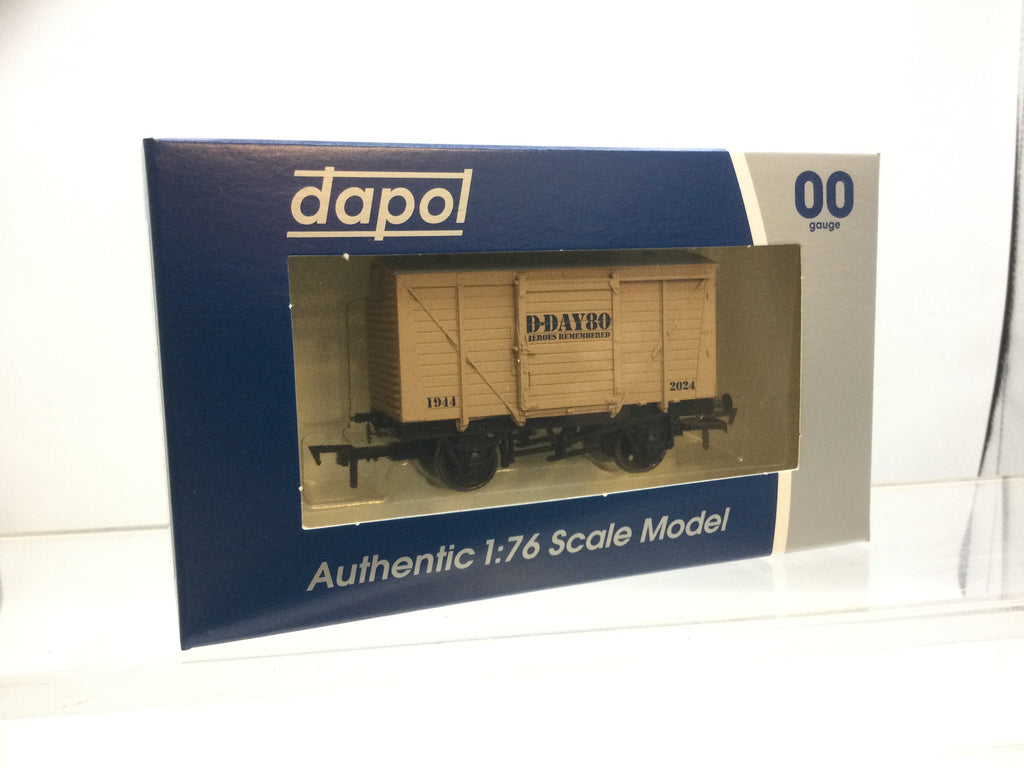 dapol
00
gauge
D-DAY80
HEROES REMEMBERED
1944
2024
Authentic 1:76 Scale Model